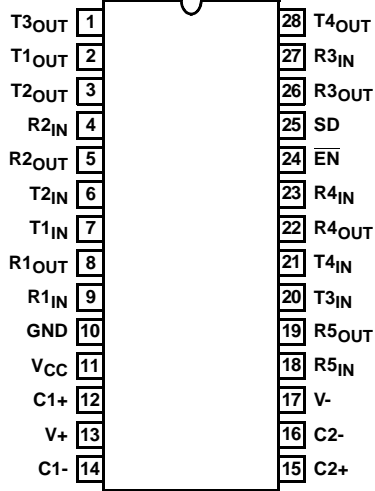 T3OUT 1 28 T4OUT
T1OUT 2 27 R3IN
T2OUT 3 26 R3OUT
R2IN 4 25 SD
R2OUT 5 24 E̅N̅
T2IN 6 23 R4IN
T1IN 7 22 R4OUT
R1OUT 8 21 T4IN
R1IN 9 20 T3IN
GND 10 19 R5OUT
VCC 11 18 R5IN
C1+ 12 17 V-
V+ 13 16 C2-
C1- 14 15 C2+